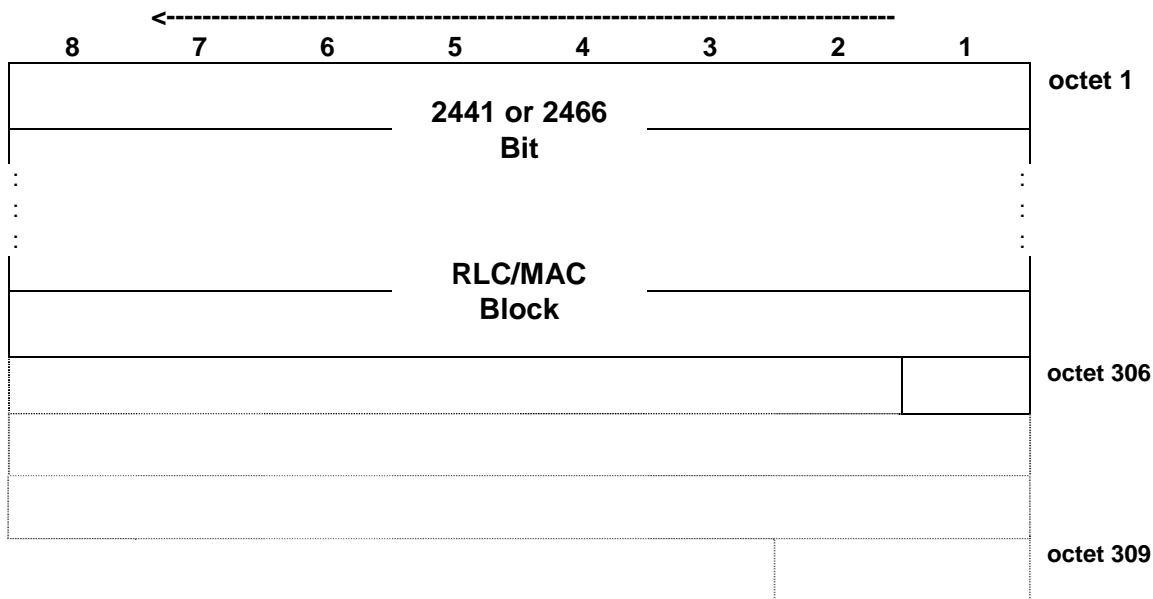 <--------------------------------------------------------------------------------
8 7 6 5 4 3 2 1
octet 1
2441 or 2466
Bit
: :
: :
: :
RLC/MAC
Block
octet 306
octet 309